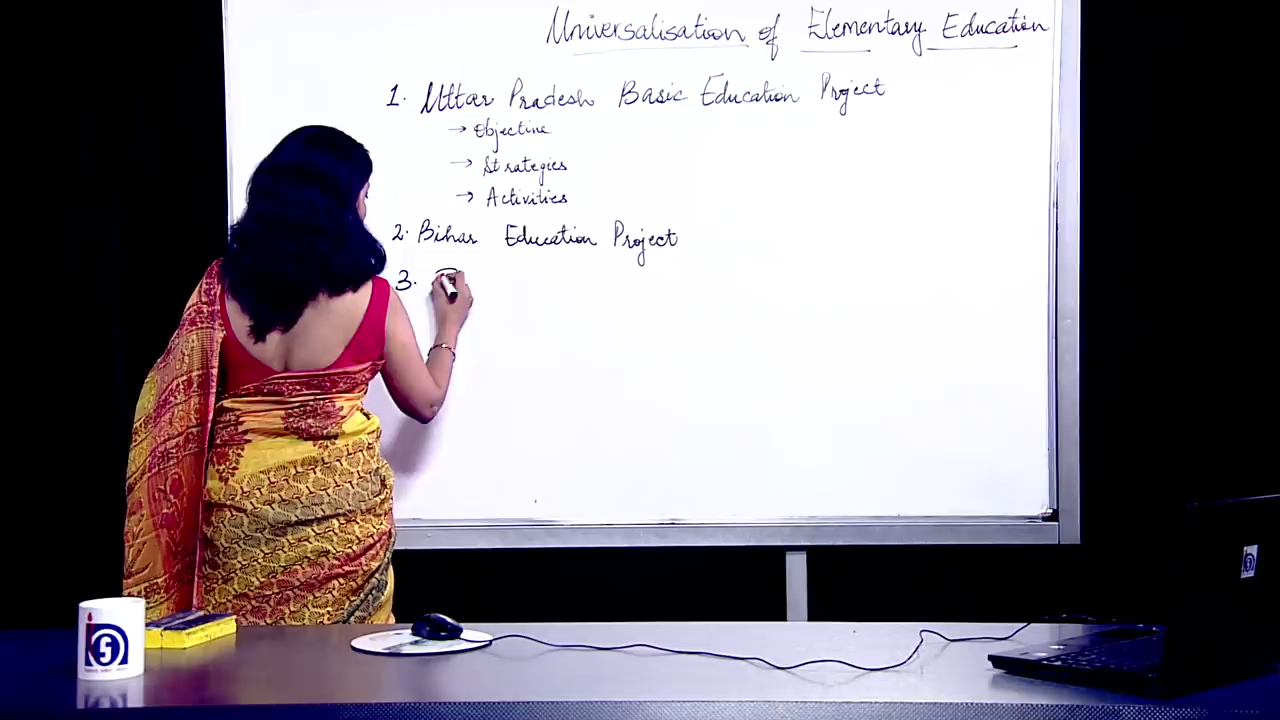 Universalisation of Elementary Education
1. Uttar Pradesh Basic Education Project
→ Objective
→ Strategies
→ Activities
2. Bihar Education Project
3.